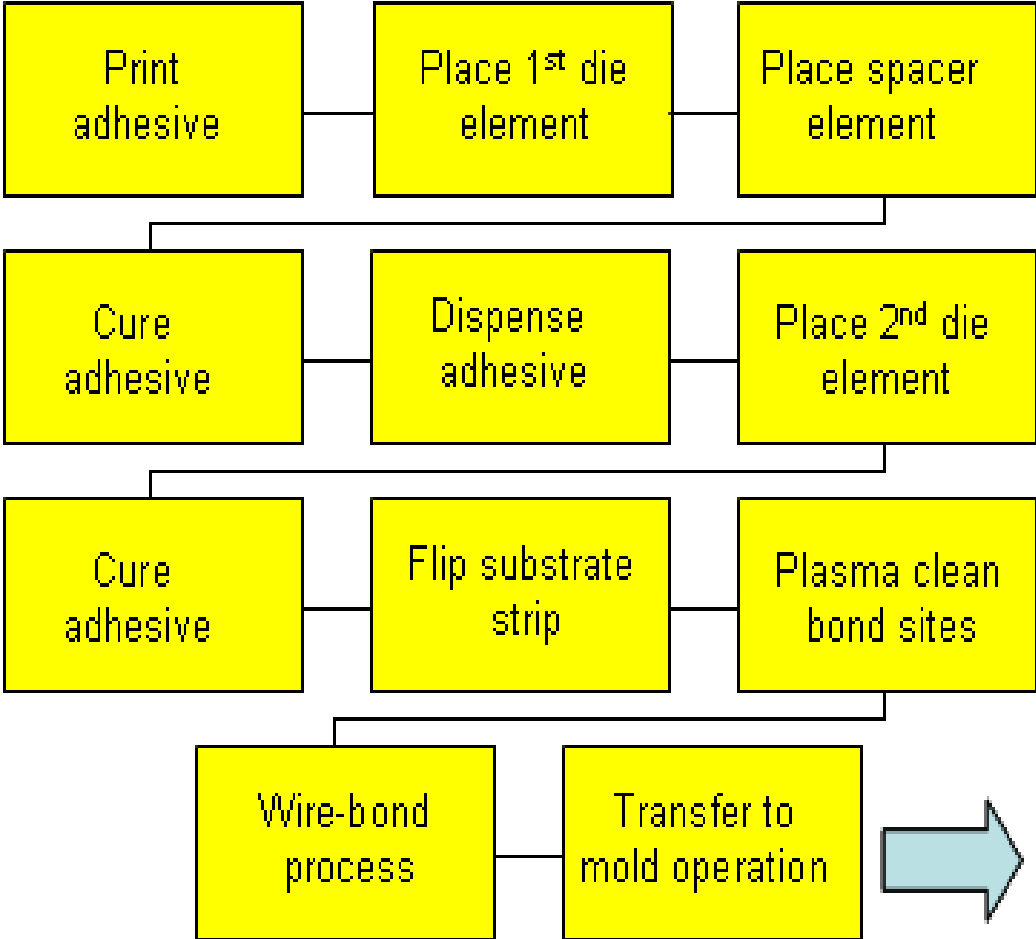 Print
adhesive
Place 1st die
element
Place spacer
element
Cure
adhesive
Dispense
adhesive
Place 2nd die
element
Cure
adhesive
Flip substrate
strip
Plasma clean
bond sites
Wire-bond
process
Transfer to
mold operation